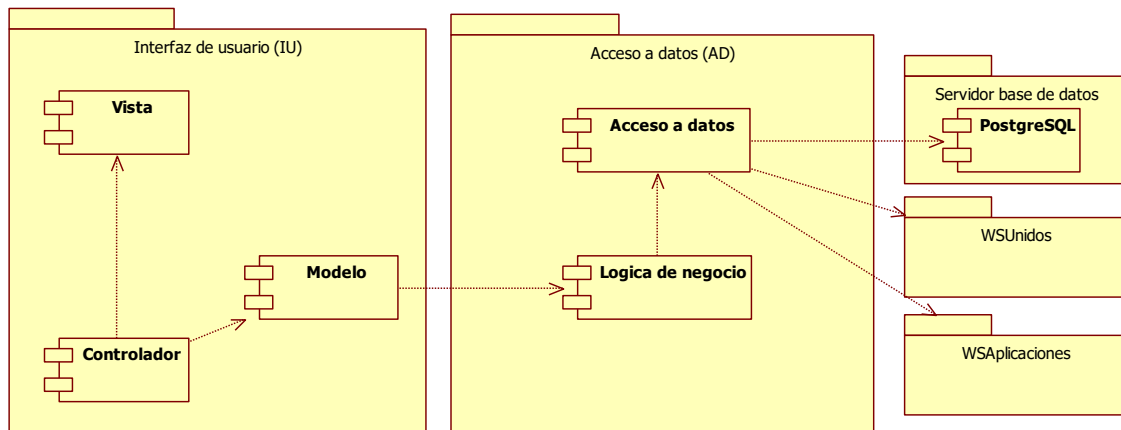 Interfaz de usuario (IU)
Vista
Modelo
Controlador
Acceso a datos (AD)
Acceso a datos
Logica de negocio
Servidor base de datos
PostgreSQL
WSUnidos
WSAplicaciones